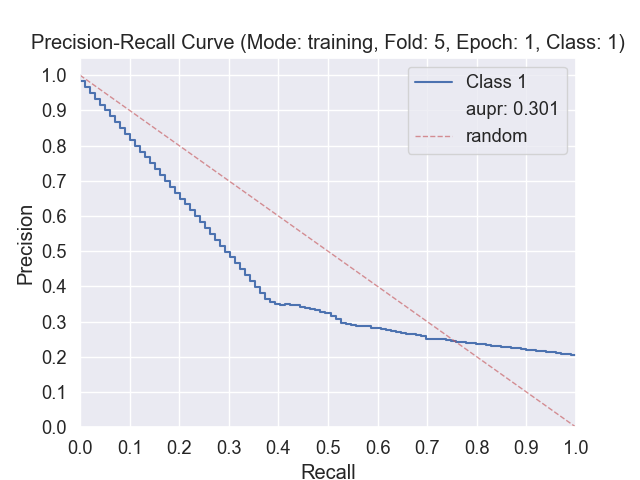 Precision-Recall Curve (Mode: training, Fold: 5, Epoch: 1, Class: 1)
Class 1
aupr: 0.301
random
Precision
1.0
0.9
0.8
0.7
0.6
0.5
0.4
0.3
0.2
0.1
0.0
0.0 0.1 0.2 0.3 0.4 0.5 0.6 0.7 0.8 0.9 1.0
Recall